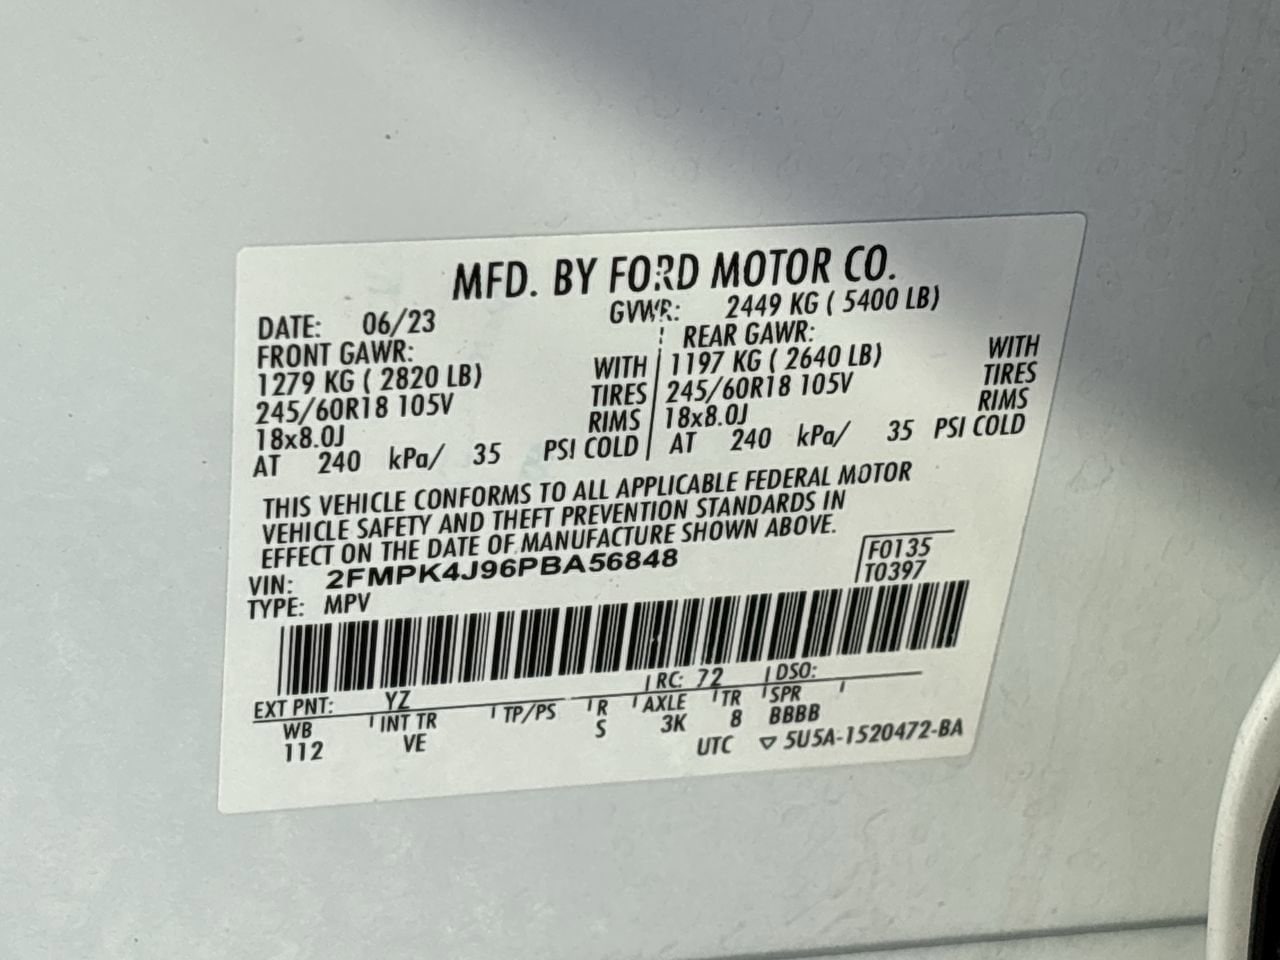 MFD. BY FORD MOTOR CO.
DATE: 06/23 GVWR: 2449 KG ( 5400 LB)
FRONT GAWR: REAR GAWR:
1279 KG ( 2820 LB) WITH 1197 KG ( 2640 LB) WITH
245/60R18 105V TIRES 245/60R18 105V TIRES
18x8.0J RIMS 18x8.0J RIMS
AT 240 kPa/ 35 PSI COLD AT 240 kPa/ 35 PSI COLD
THIS VEHICLE CONFORMS TO ALL APPLICABLE FEDERAL MOTOR
VEHICLE SAFETY AND THEFT PREVENTION STANDARDS IN
EFFECT ON THE DATE OF MANUFACTURE SHOWN ABOVE.
VIN: 2FMPK4J96PBA56848 F0135
TYPE: MPV T0397
EXT PNT: YZ RC: 72 DSO:
WB INT TR TP/PS R AXLE TR SPR
112 VE S 3K 8 BBBB
UTC ▽ 5U5A-1520472-BA